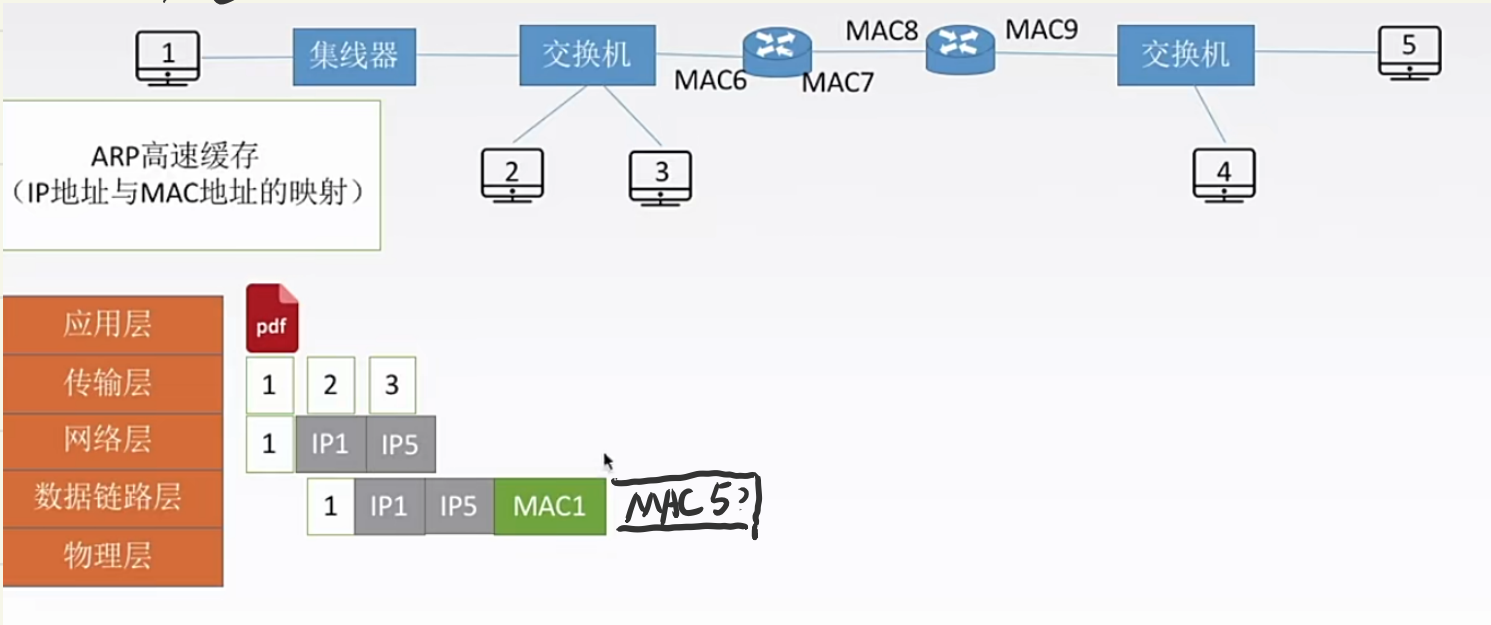 MAC8
MAC9
1
集线器
交换机
交换机
5
MAC6
MAC7
ARP高速缓存
（IP地址与MAC地址的映射）
2
3
4
应用层
pdf
传输层
1 2 3
网络层
1 IP1 IP5
数据链路层
1 IP1 IP5 MAC1 MAC 5?
物理层